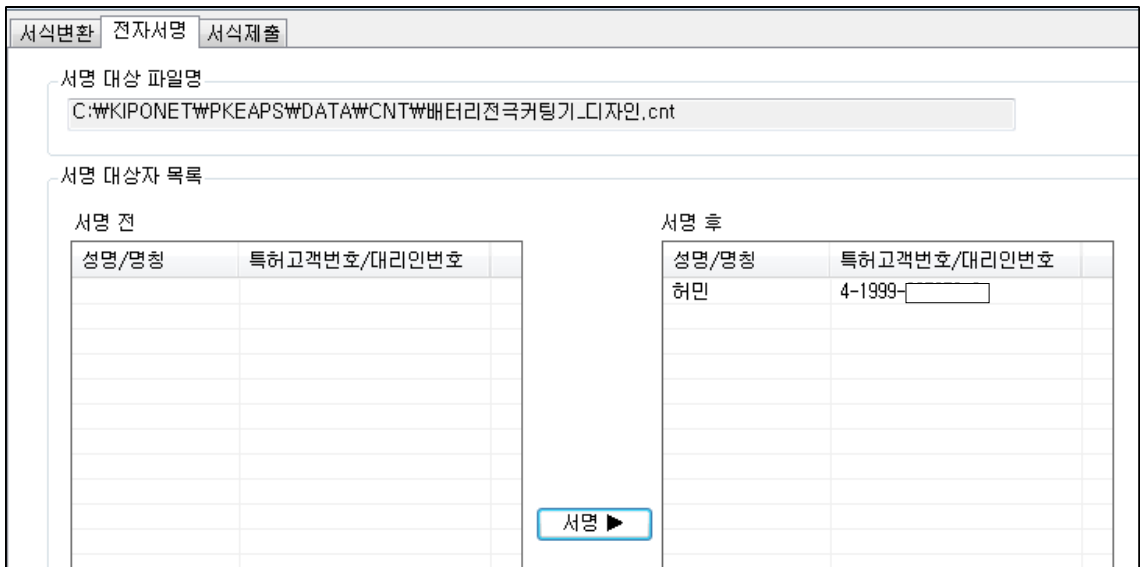 서식변환 전자서명 서식제출
서명 대상 파일명
C:₩KIPONET₩PKEAPS₩DATA₩CNT₩배터리전극커팅기_디자인.cnt
서명 대상자 목록
서명 전 서명 후
성명/명칭 특허고객번호/대리인번호 성명/명칭 특허고객번호/대리인번호
허민 4-1999-
서명 ▶